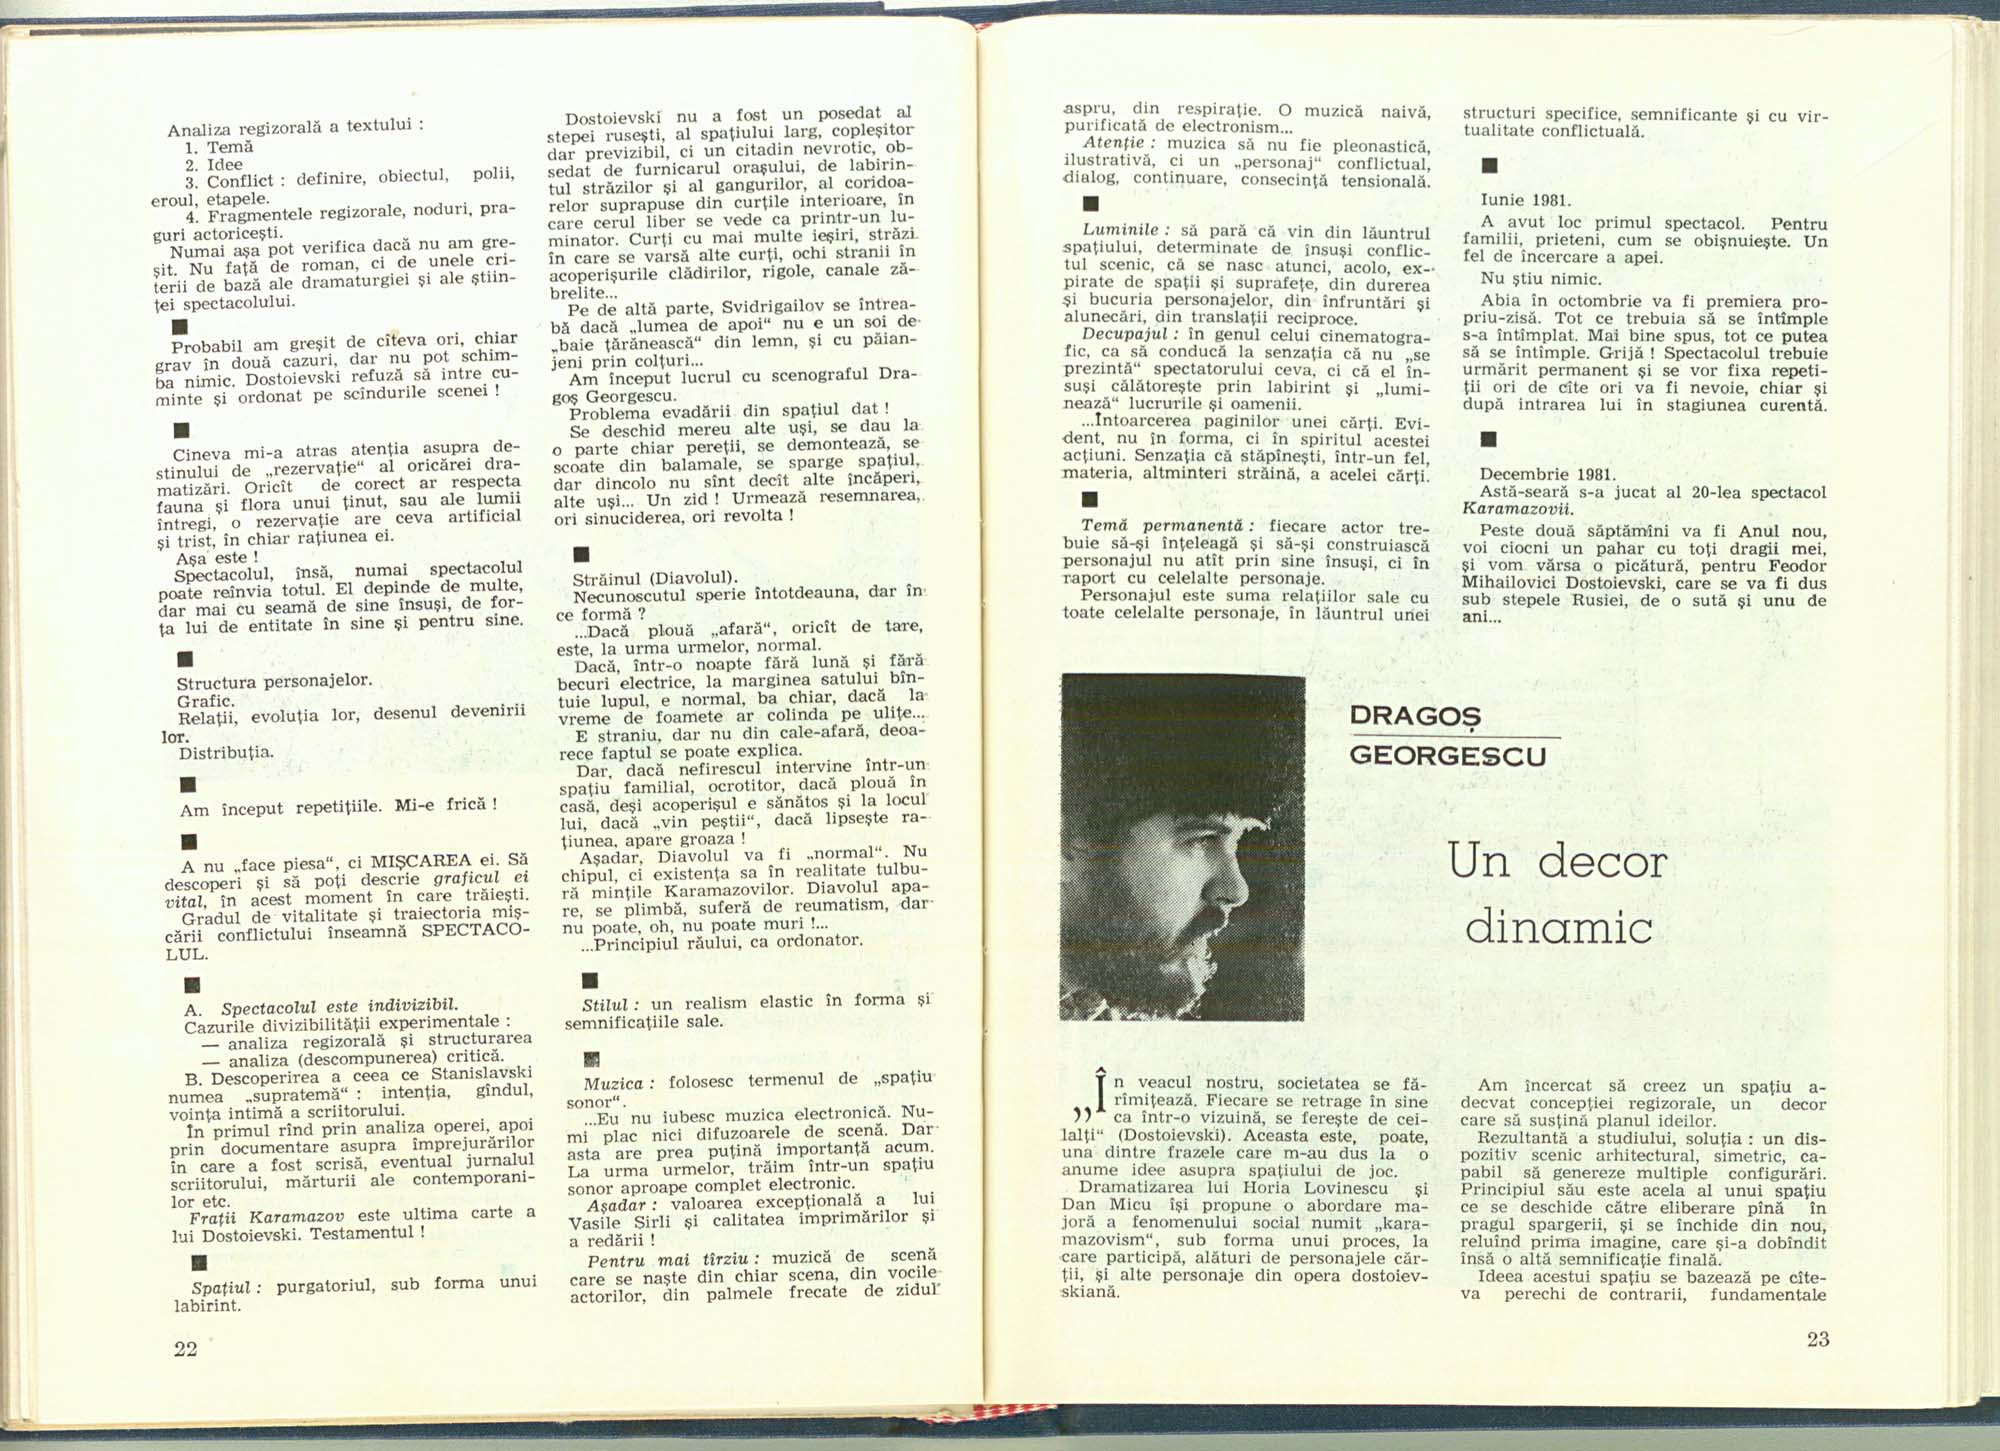 Analiza regizorală a textului :
1. Temă
2. Idee
3. Conflict : definire, obiectul, polii,
eroul, etapele.
4. Fragmentele regizorale, noduri, pra-
guri actoricești.
Numai așa pot verifica dacă nu am gre-
șit. Nu față de roman, ci de unele cri-
terii de bază ale dramaturgiei și ale știin-
ței spectacolului.
■
Probabil am greșit de cîteva ori, chiar
grav în două cazuri, dar nu pot schim-
ba nimic. Dostoievski refuză să intre cu-
minte și ordonat pe scîndurile scenei !
■
Cineva mi-a atras atenția asupra de-
stinului de „rezervație“ al oricărei dra-
matizări. Oricît de corect ar respecta
fauna și flora unui ținut, sau ale lumii
întregi, o rezervație are ceva artificial
și trist, în chiar rațiunea ei.
Așa este !
Spectacolul, însă, numai spectacolul
poate reînvia totul. El depinde de multe,
dar mai cu seamă de sine însuși, de for-
ța lui de entitate în sine și pentru sine.
■
Structura personajelor.
Grafic.
Relații, evoluția lor, desenul devenirii
lor.
Distribuția.
■
Am început repetițiile. Mi-e frică !
■
A nu „face piesa“, ci MIȘCAREA ei. Să
descoperi și să poți descrie graficul ei
vital, în acest moment în care trăiești.
Gradul de vitalitate și traiectoria miș-
cării conflictului înseamnă SPECTACO-
LUL.
■
A. Spectacolul este indivizibil.
Cazurile divizibilității experimentale :
— analiza regizorală și structurarea
— analiza (descompunerea) critică.
B. Descoperirea a ceea ce Stanislavski
numea „supratemă“ : intenția, gîndul,
voința intimă a scriitorului.
În primul rînd prin analiza operei, apoi
prin documentare asupra împrejurărilor
în care a fost scrisă, eventual jurnalul
scriitorului, mărturii ale contemporani-
lor etc.
Frații Karamazov este ultima carte a
lui Dostoievski. Testamentul !
■
Spațiul : purgatoriul, sub forma unui
labirint.
22
Dostoievski nu a fost un posedat al
stepei rusești, al spațiului larg, copleșitor
dar previzibil, ci un citadin nevrotic, ob-
sedat de furnicarul orașului, de labirin-
tul străzilor și al gangurilor, al coridoa-
relor suprapuse din curțile interioare, în
care cerul liber se vede ca printr-un lu-
minator. Curți cu mai multe ieșiri, străzi
în care se varsă alte curți, ochi stranii în
acoperișurile clădirilor, rigole, canale ză-
brelite...
Pe de altă parte, Svidrigailov se întrea-
bă dacă „lumea de apoi“ nu e un soi de
„baie țărănească“ din lemn, și cu păian-
jeni prin colțuri...
Am început lucrul cu scenograful Dra-
goș Georgescu.
Problema evadării din spațiul dat !
Se deschid mereu alte uși, se dau la
o parte chiar pereții, se demontează, se
scoate din balamale, se sparge spațiul,
dar dincolo nu sînt decît alte încăperi,
alte uși... Un zid ! Urmează resemnarea,
ori sinuciderea, ori revolta !
■
Străinul (Diavolul).
Necunoscutul sperie întotdeauna, dar în
ce formă ?
...Dacă plouă „afară“, oricît de tare,
este, la urma urmelor, normal.
Dacă, într-o noapte fără lună și fără
becuri electrice, la marginea satului bîn-
tuie lupul, e normal, ba chiar, dacă la
vreme de foamete ar colinda pe ulițe...
E straniu, dar nu din cale-afară, deoa-
rece faptul se poate explica.
Dar, dacă nefirescul intervine într-un
spațiu familial, ocrotitor, dacă plouă în
casă, deși acoperișul e sănătos și la locul
lui, dacă „vin peștii“, dacă lipsește ra-
țiunea, apare groaza !
Așadar, Diavolul va fi „normal“. Nu
chipul, ci existența sa în realitate tulbu-
ră mințile Karamazovilor. Diavolul apa-
re, se plimbă, suferă de reumatism, dar
nu poate, oh, nu poate muri !...
...Principiul răului, ca ordonator.
■
Stilul : un realism elastic în forma și
semnificațiile sale.
■
Muzica : folosesc termenul de „spațiu
sonor“.
...Eu nu iubesc muzica electronică. Nu-
mi plac nici difuzoarele de scenă. Dar
asta are prea puțină importanță acum.
La urma urmelor, trăim într-un spațiu
sonor aproape complet electronic.
Așadar : valoarea excepțională a lui
Vasile Șirli și calitatea imprimărilor și
a redării !
Pentru mai tîrziu : muzică de scenă
care se naște din chiar scena, din vocile
actorilor, din palmele frecate de zidul
aspru, din respirație. O muzică naivă,
purificată de electronism...
Atenție : muzica să nu fie pleonastică,
ilustrativă, ci un „personaj“ conflictual,
dialog, continuare, consecință tensională.
■
Luminile : să pară că vin din lăuntrul
spațiului, determinate de însuși conflic-
tul scenic, că se nasc atunci, acolo, ex-
pirate de spații și suprafețe, din durerea
și bucuria personajelor, din înfruntări și
alunecări, din translații reciproce.
Decupajul : în genul celui cinematogra-
fic, ca să conducă la senzația că nu „se
prezintă“ spectatorului ceva, ci că el în-
suși călătorește prin labirint și „lumi-
nează“ lucrurile și oamenii.
...Întoarcerea paginilor unei cărți. Evi-
dent, nu în forma, ci în spiritul acestei
acțiuni. Senzația că stăpînești, într-un fel,
materia, altminteri străină, a acelei cărți.
■
Temă permanentă : fiecare actor tre-
buie să-și înțeleagă și să-și construiască
personajul nu atît prin sine însuși, ci în
raport cu celelalte personaje.
Personajul este suma relațiilor sale cu
toate celelalte personaje, în lăuntrul unei
structuri specifice, semnificante și cu vir-
tualitate conflictuală.
■
Iunie 1981.
A avut loc primul spectacol. Pentru
familii, prieteni, cum se obișnuiește. Un
fel de încercare a apei.
Nu știu nimic.
Abia în octombrie va fi premiera pro-
priu-zisă. Tot ce trebuia să se întîmple
s-a întîmplat. Mai bine spus, tot ce putea
să se întîmple. Grijă ! Spectacolul trebuie
urmărit permanent și se vor fixa repeti-
ții ori de cîte ori va fi nevoie, chiar și
după intrarea lui în stagiunea curentă.
■
Decembrie 1981.
Astă-seară s-a jucat al 20-lea spectacol
Karamazovii.
Peste două săptămîni va fi Anul nou,
voi ciocni un pahar cu toți dragii mei,
și vom vărsa o picătură, pentru Feodor
Mihailovici Dostoievski, care se va fi dus
sub stepele Rusiei, de o sută și unu de
ani...
DRAGOȘ
GEORGESCU
Un decor
dinamic
„În veacul nostru, societatea se fă-
rîmițează. Fiecare se retrage în sine
ca într-o vizuină, se ferește de cei-
lalți“ (Dostoievski). Aceasta este, poate,
una dintre frazele care m-au dus la o
anume idee asupra spațiului de joc.
Dramatizarea lui Horia Lovinescu și
Dan Micu își propune o abordare ma-
joră a fenomenului social numit „kara-
mazovism“, sub forma unui proces, la
care participă, alături de personajele căr-
ții, și alte personaje din opera dostoiev-
skiană.
Am încercat să creez un spațiu a-
decvat concepției regizorale, un decor
care să susțină planul ideilor.
Rezultantă a studiului, soluția : un dis-
pozitiv scenic arhitectural, simetric, ca-
pabil să genereze multiple configurări.
Principiul său este acela al unui spațiu
ce se deschide către eliberare pînă în
pragul spargerii, și se închide din nou,
reluînd prima imagine, care și-a dobîndit
însă o altă semnificație finală.
Ideea acestui spațiu se bazează pe cîte-
va perechi de contrarii, fundamentale
23